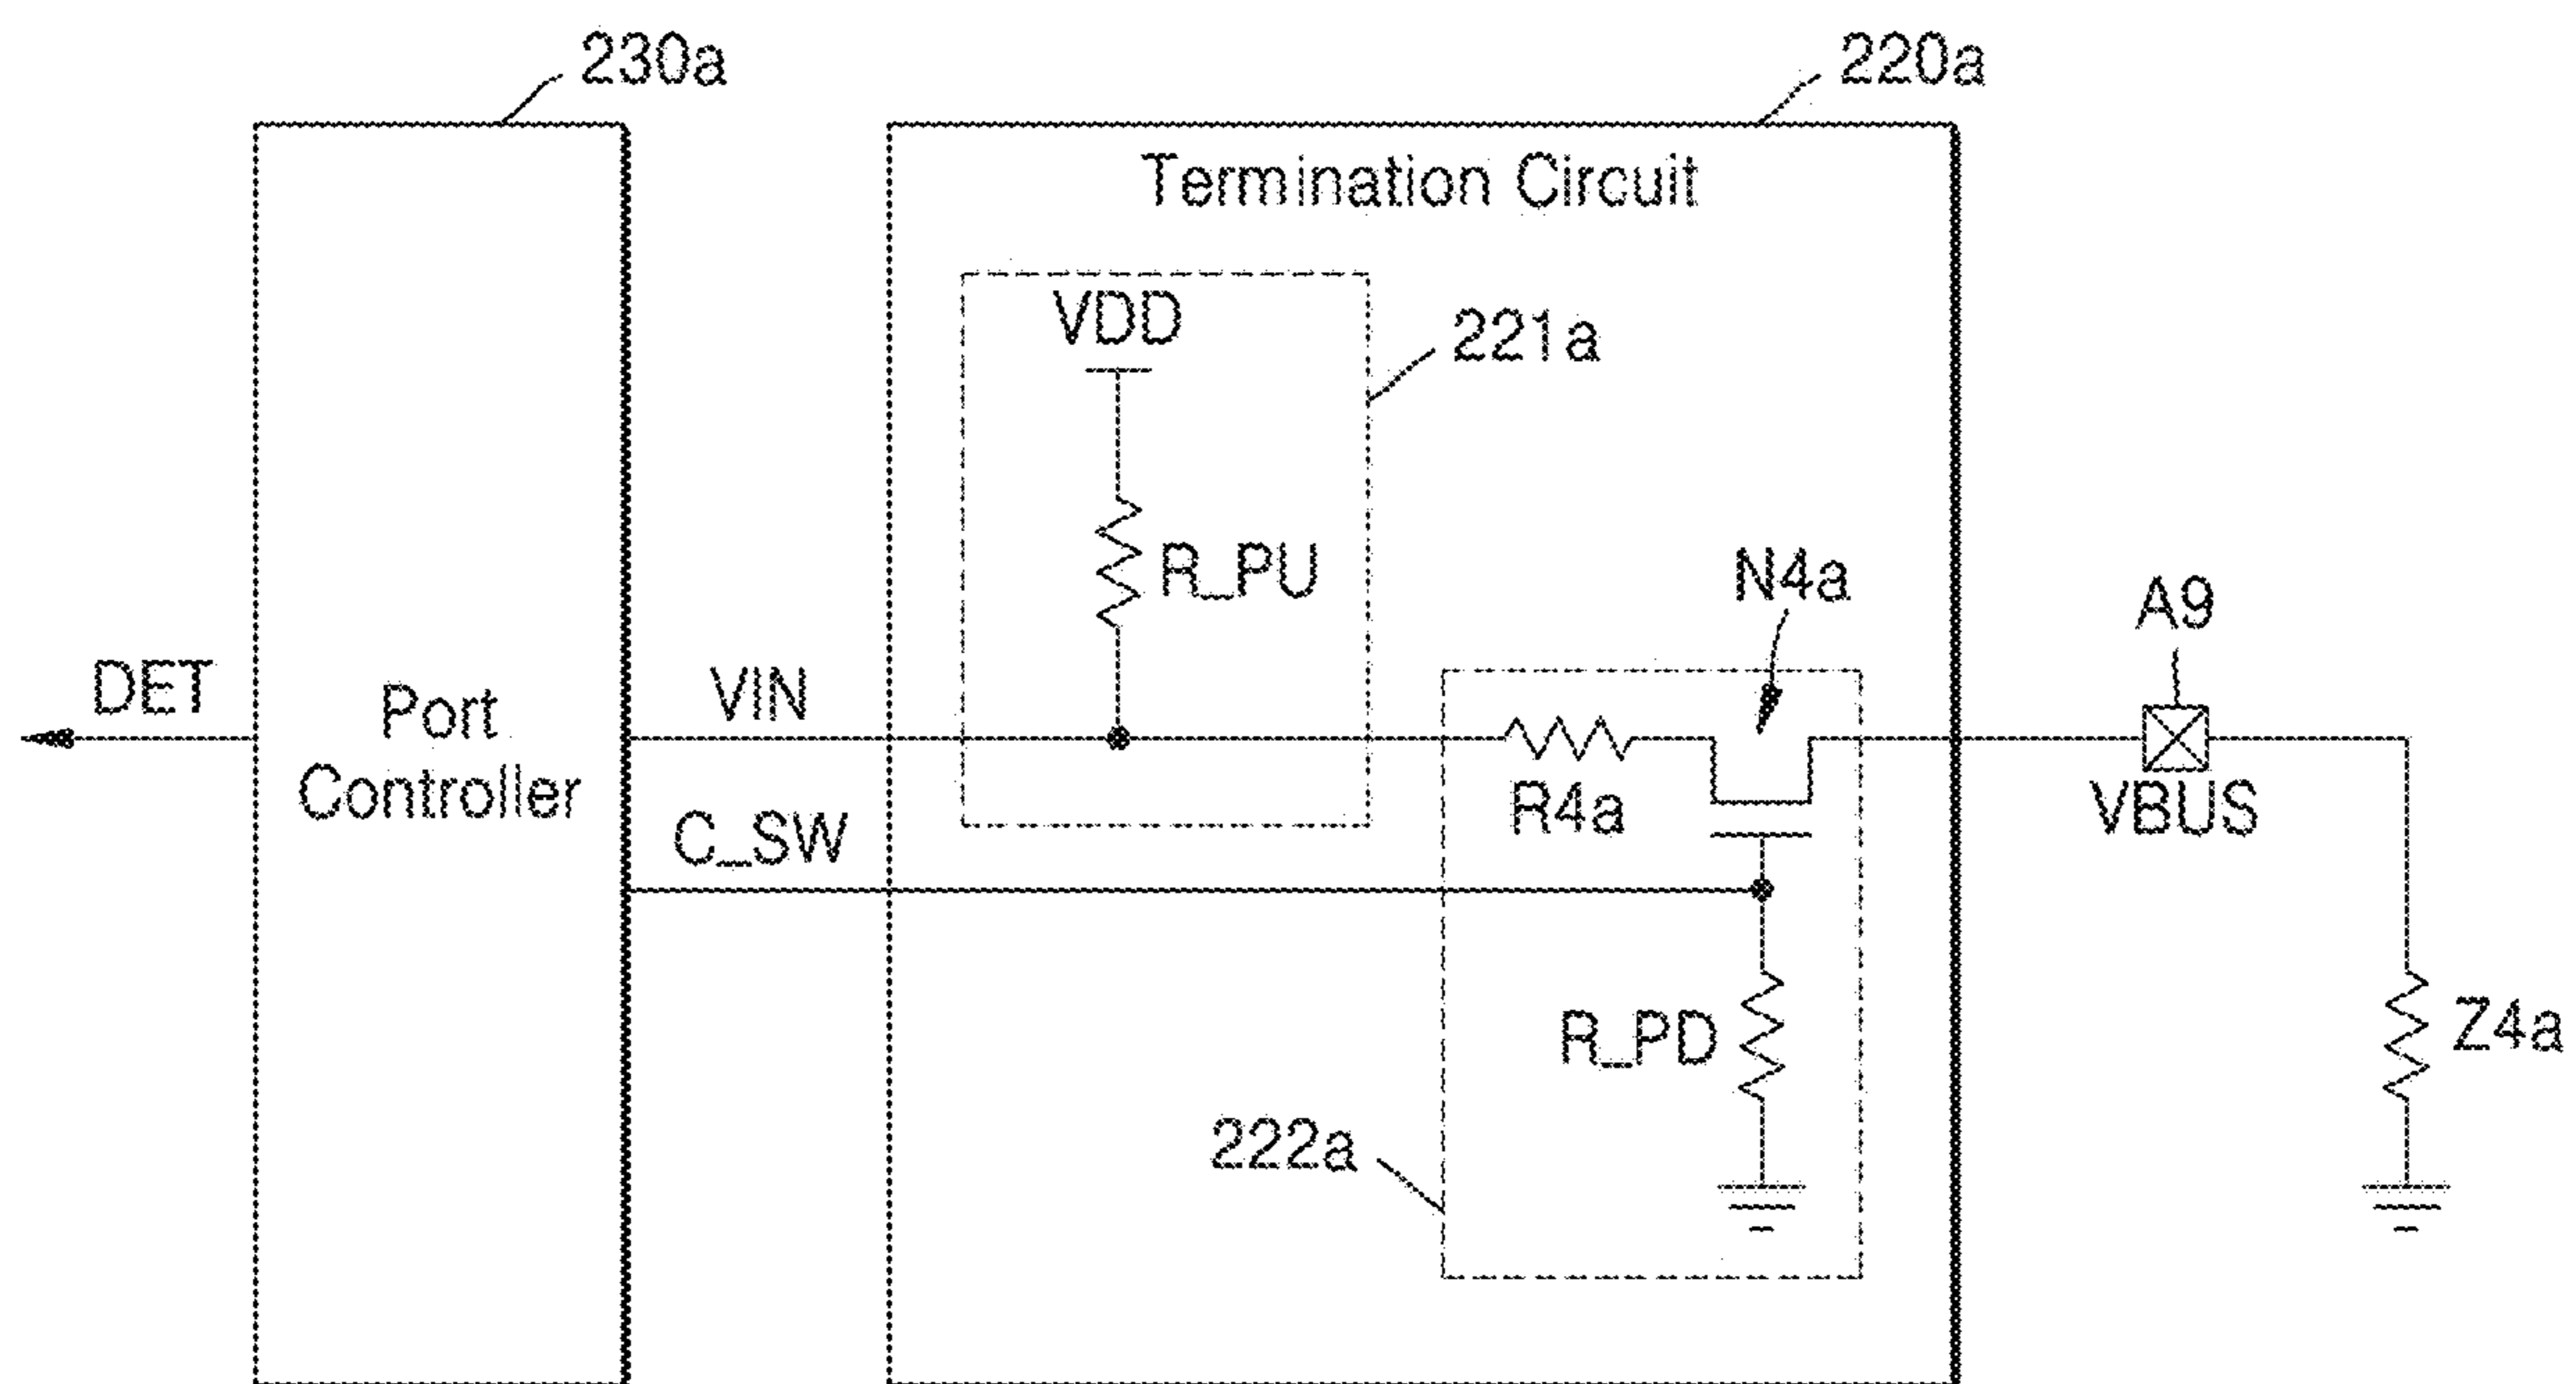 230a
220a
Termination Circuit
VDD
221a
R_PU
N4a
A9
DET
Port
Controller
VIN
R4a
VBUS
C_SW
R_PD
Z4a
222a